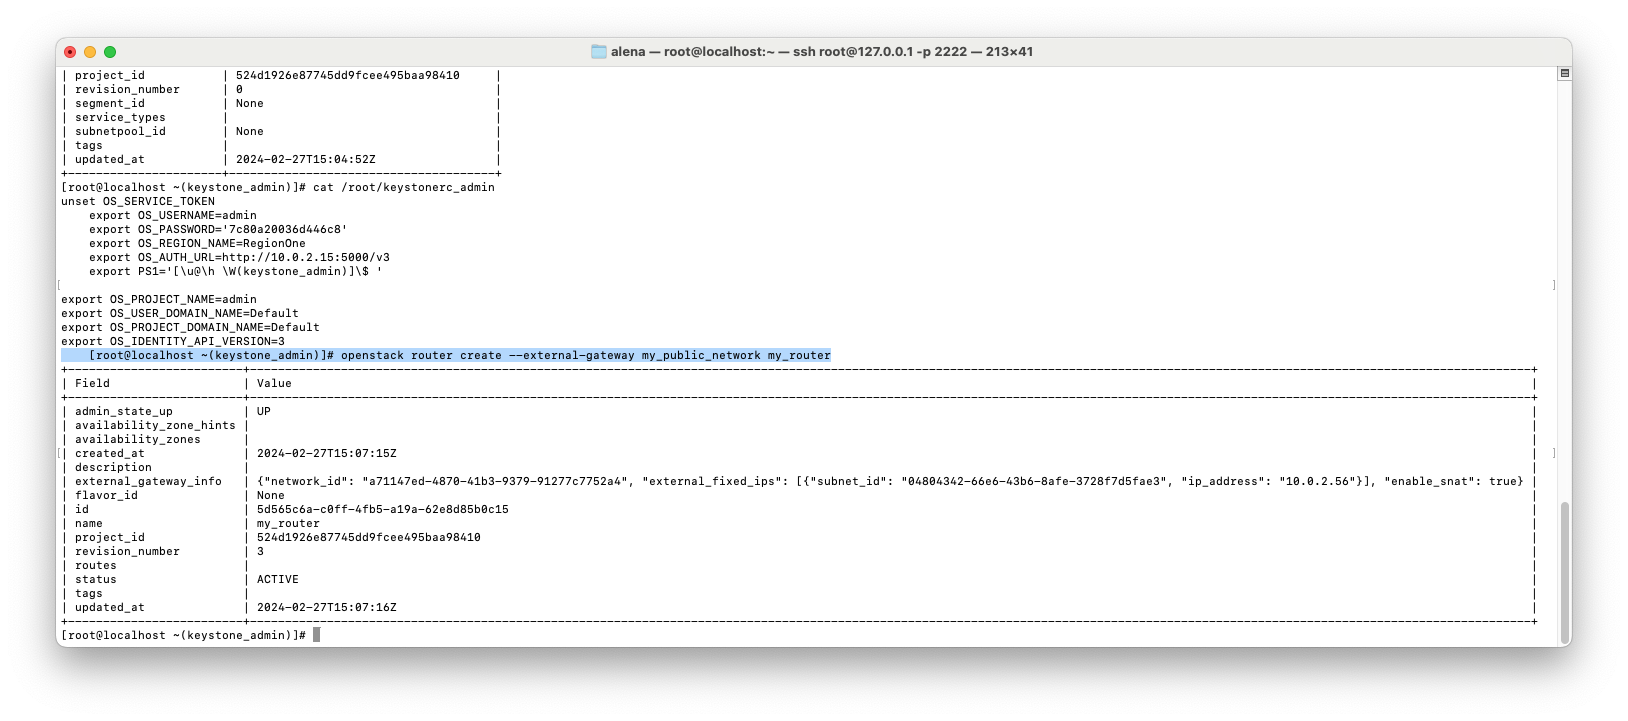 alena — root@localhost:~ — ssh root@127.0.0.1 -p 2222 — 213×41
| project_id | 524d1926e87745dd9fcee495baa98410 |
| revision_number | 0 |
| segment_id | None |
| service_types | |
| subnetpool_id | None |
| tags | |
| updated_at | 2024-02-27T15:04:52Z |
+----------------------+--------------------------------------+
[root@localhost ~(keystone_admin)]# cat /root/keystonerc_admin
unset OS_SERVICE_TOKEN
    export OS_USERNAME=admin
    export OS_PASSWORD='7c80a20036d446c8'
    export OS_REGION_NAME=RegionOne
    export OS_AUTH_URL=http://10.0.2.15:5000/v3
    export PS1='[\u@\h \W(keystone_admin)]\$ '
[ ]
export OS_PROJECT_NAME=admin
export OS_USER_DOMAIN_NAME=Default
export OS_PROJECT_DOMAIN_NAME=Default
export OS_IDENTITY_API_VERSION=3
    [root@localhost ~(keystone_admin)]# openstack router create --external-gateway my_public_network my_router
| Field | Value |
| admin_state_up | UP |
| availability_zone_hints | |
| availability_zones | |
| created_at | 2024-02-27T15:07:15Z |
| description | |
| external_gateway_info | {"network_id": "a71147ed-4870-41b3-9379-91277c7752a4", "external_fixed_ips": [{"subnet_id": "04804342-66e6-43b6-8afe-3728f7d5fae3", "ip_address": "10.0.2.56"}], "enable_snat": true} |
| flavor_id | None |
| id | 5d565c6a-c0ff-4fb5-a19a-62e8d85b0c15 |
| name | my_router |
| project_id | 524d1926e87745dd9fcee495baa98410 |
| revision_number | 3 |
| routes | |
| status | ACTIVE |
| tags | |
| updated_at | 2024-02-27T15:07:16Z |
[root@localhost ~(keystone_admin)]#